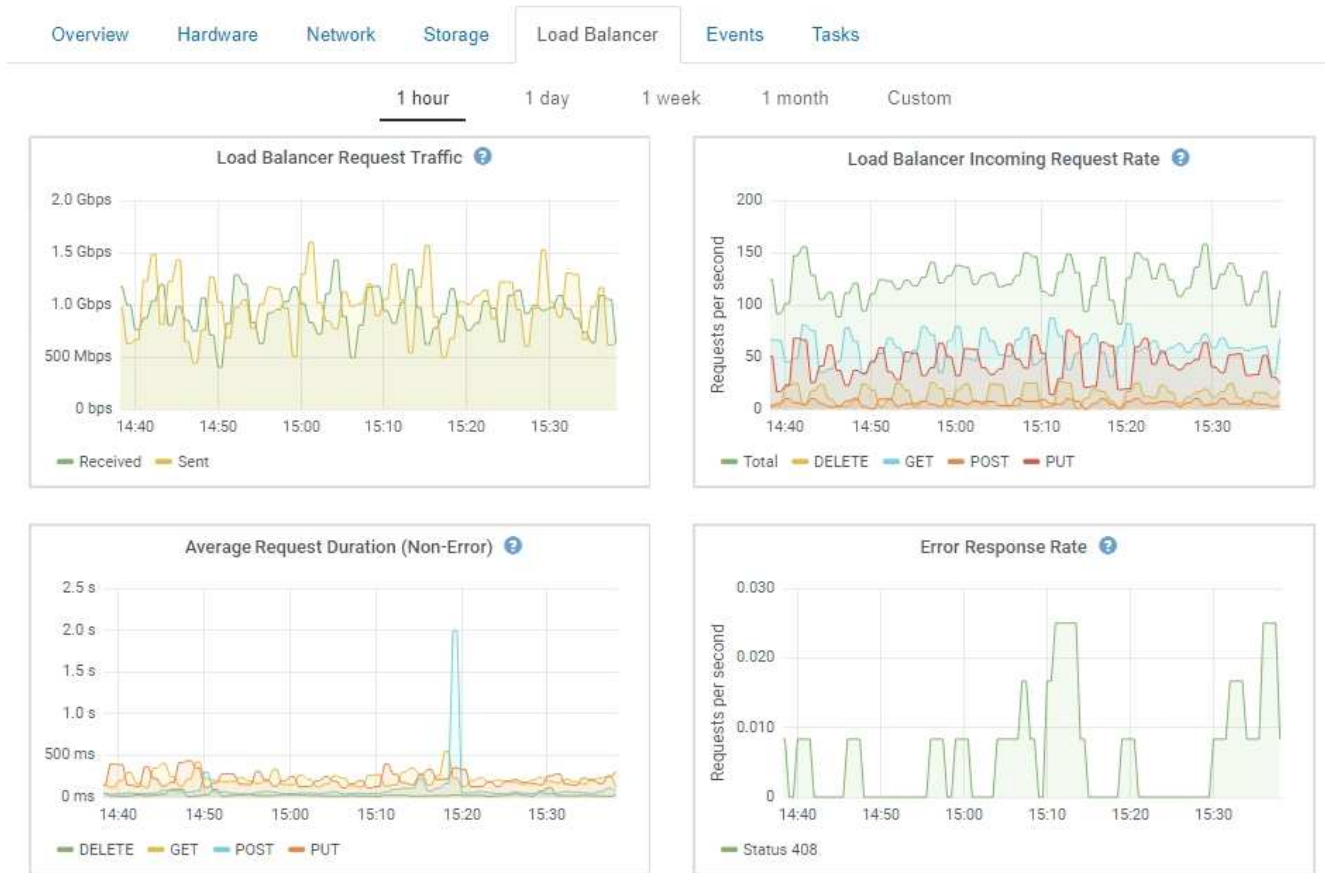 Overview Hardware Network Storage Load Balancer Events Tasks
1 hour 1 day 1 week 1 month Custom
Load Balancer Request Traffic ?
2.0 Gbps
1.5 Gbps
1.0 Gbps
500 Mbps
0 bps
14:40 14:50 15:00 15:10 15:20 15:30
Received Sent
Load Balancer Incoming Request Rate ?
Requests per second
200
150
100
50
0
14:40 14:50 15:00 15:10 15:20 15:30
Total DELETE GET POST PUT
Average Request Duration (Non-Error) ?
2.5 s
2.0 s
1.5 s
1.0 s
500 ms
0 ms
14:40 14:50 15:00 15:10 15:20 15:30
DELETE GET POST PUT
Error Response Rate ?
Requests per second
0.030
0.020
0.010
0
14:40 14:50 15:00 15:10 15:20 15:30
Status 408